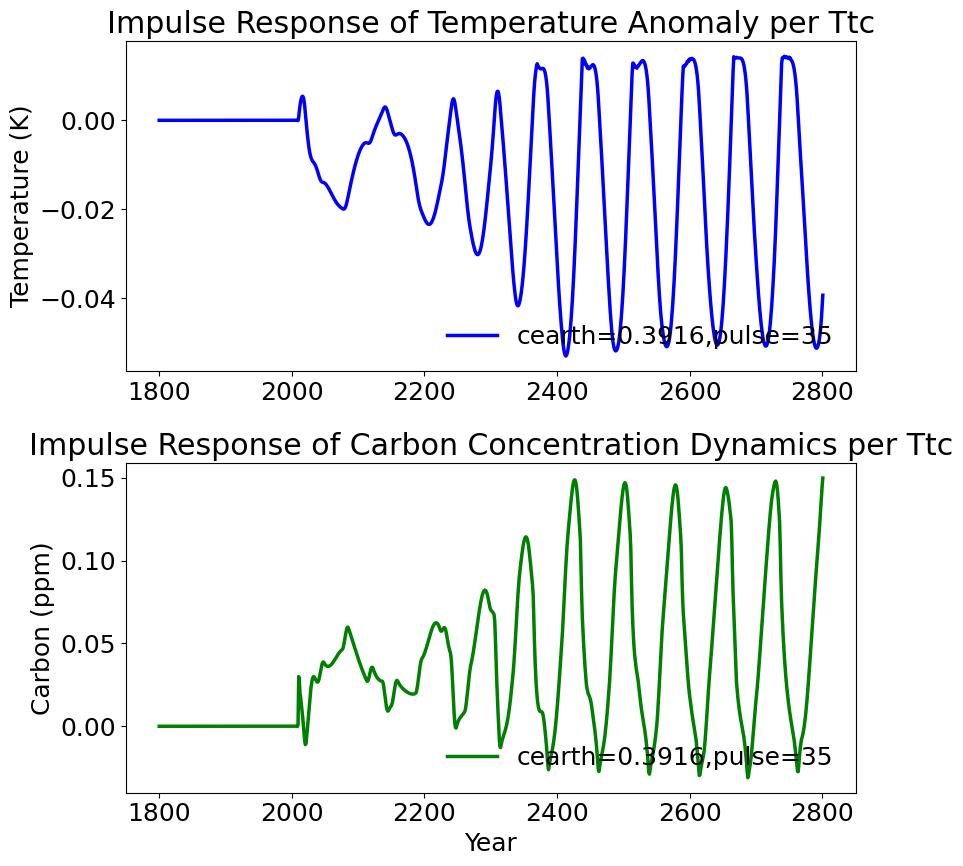 Impulse Response of Temperature Anomaly per Ttc
Temperature (K)
0.00
−0.02
−0.04
cearth=0.3916,pulse=35
1800 2000 2200 2400 2600 2800
Impulse Response of Carbon Concentration Dynamics per Ttc
Carbon (ppm)
0.15
0.10
0.05
0.00
cearth=0.3916,pulse=35
1800 2000 2200 2400 2600 2800
Year